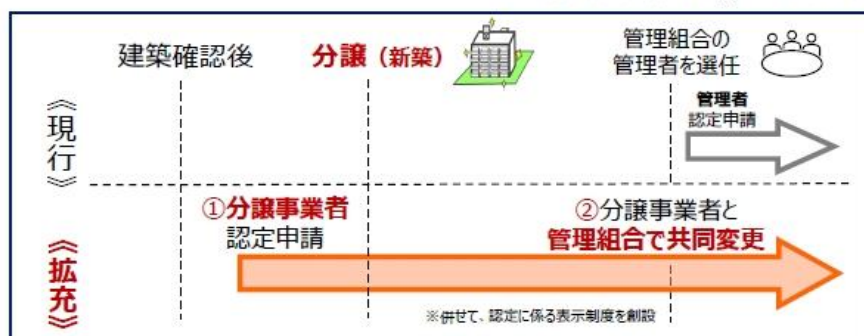 建築確認後
分譲（新築）
管理組合の
管理者を選任
《現行》
管理者
認定申請
①分譲事業者
認定申請
②分譲事業者と
管理組合で共同変更
《拡充》
※併せて、認定に係る表示制度を創設